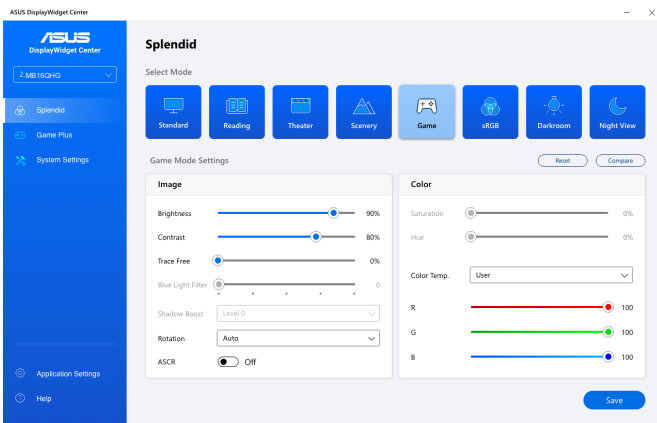 ASUS DisplayWidget Center
ASUS
DisplayWidget Center
2.MB16QHG
Splendid
Game Plus
System Settings
Application Settings
Help
Splendid
Select Mode
Standard Reading Theater Scenery Game sRGB Darkroom Night View
Game Mode Settings Reset Compare
Image
Brightness 90%
Contrast 80%
Trace Free 0%
Blue Light Filter 0
Shadow Boost Level 0
Rotation Auto
ASCR Off
Color
Saturation 0%
Hue 0%
Color Temp. User
R 100
G 100
B 100
Save